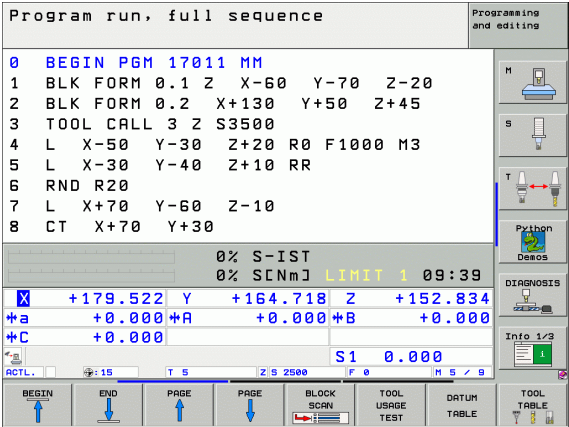 Program run, full sequence
Programming
and editing
0 BEGIN PGM 17011 MM
1 BLK FORM 0.1 Z X-60 Y-70 Z-20
2 BLK FORM 0.2 X+130 Y+50 Z+45
3 TOOL CALL 3 Z S3500
4 L X-50 Y-30 Z+20 R0 F1000 M3
5 L X-30 Y-40 Z+10 RR
6 RND R20
7 L X+70 Y-60 Z-10
8 CT X+70 Y+30
0% S-IST
0% S[Nm] LIMIT 1 09:39
X +179.522 Y +164.718 Z +152.834
a +0.000 A +0.000 B +0.000
C +0.000
S1 0.000
ACTL. : 15 T 5 Z S 2500 F 0 M 5 / 9
M
S
T
Python
Demos
DIAGNOSIS
Info 1/3
i
BEGIN
END
PAGE
PAGE
BLOCK
SCAN
TOOL
USAGE
TEST
DATUM
TABLE
TOOL
TABLE